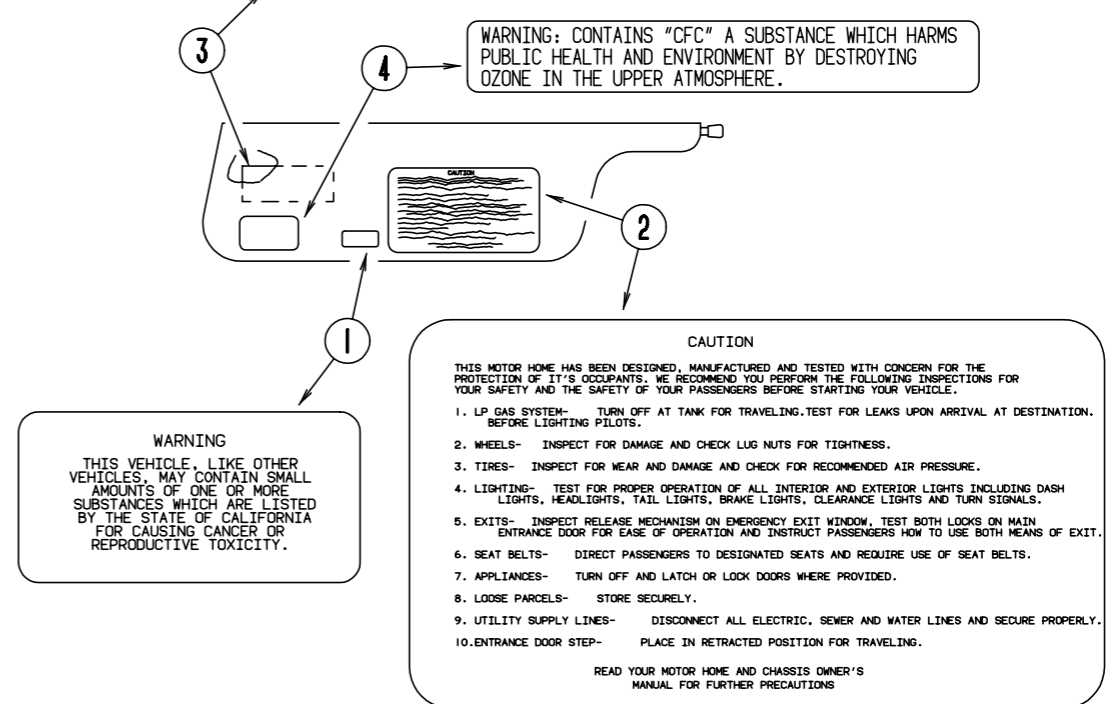 3
4
WARNING: CONTAINS "CFC" A SUBSTANCE WHICH HARMS
PUBLIC HEALTH AND ENVIRONMENT BY DESTROYING
OZONE IN THE UPPER ATMOSPHERE.
CAUTION
2
1
WARNING
THIS VEHICLE, LIKE OTHER
VEHICLES, MAY CONTAIN SMALL
AMOUNTS OF ONE OR MORE
SUBSTANCES WHICH ARE LISTED
BY THE STATE OF CALIFORNIA
FOR CAUSING CANCER OR
REPRODUCTIVE TOXICITY.
CAUTION
THIS MOTOR HOME HAS BEEN DESIGNED, MANUFACTURED AND TESTED WITH CONCERN FOR THE
PROTECTION OF IT'S OCCUPANTS. WE RECOMMEND YOU PERFORM THE FOLLOWING INSPECTIONS FOR
YOUR SAFETY AND THE SAFETY OF YOUR PASSENGERS BEFORE STARTING YOUR VEHICLE.
1. LP GAS SYSTEM- TURN OFF AT TANK FOR TRAVELING.TEST FOR LEAKS UPON ARRIVAL AT DESTINATION.
BEFORE LIGHTING PILOTS.
2. WHEELS- INSPECT FOR DAMAGE AND CHECK LUG NUTS FOR TIGHTNESS.
3. TIRES- INSPECT FOR WEAR AND DAMAGE AND CHECK FOR RECOMMENDED AIR PRESSURE.
4. LIGHTING- TEST FOR PROPER OPERATION OF ALL INTERIOR AND EXTERIOR LIGHTS INCLUDING DASH
LIGHTS, HEADLIGHTS, TAIL LIGHTS, BRAKE LIGHTS, CLEARANCE LIGHTS AND TURN SIGNALS.
5. EXITS- INSPECT RELEASE MECHANISM ON EMERGENCY EXIT WINDOW, TEST BOTH LOCKS ON MAIN
ENTRANCE DOOR FOR EASE OF OPERATION AND INSTRUCT PASSENGERS HOW TO USE BOTH MEANS OF EXIT.
6. SEAT BELTS- DIRECT PASSENGERS TO DESIGNATED SEATS AND REQUIRE USE OF SEAT BELTS.
7. APPLIANCES- TURN OFF AND LATCH OR LOCK DOORS WHERE PROVIDED.
8. LOOSE PARCELS- STORE SECURELY.
9. UTILITY SUPPLY LINES- DISCONNECT ALL ELECTRIC, SEWER AND WATER LINES AND SECURE PROPERLY.
10.ENTRANCE DOOR STEP- PLACE IN RETRACTED POSITION FOR TRAVELING.
READ YOUR MOTOR HOME AND CHASSIS OWNER'S
MANUAL FOR FURTHER PRECAUTIONS